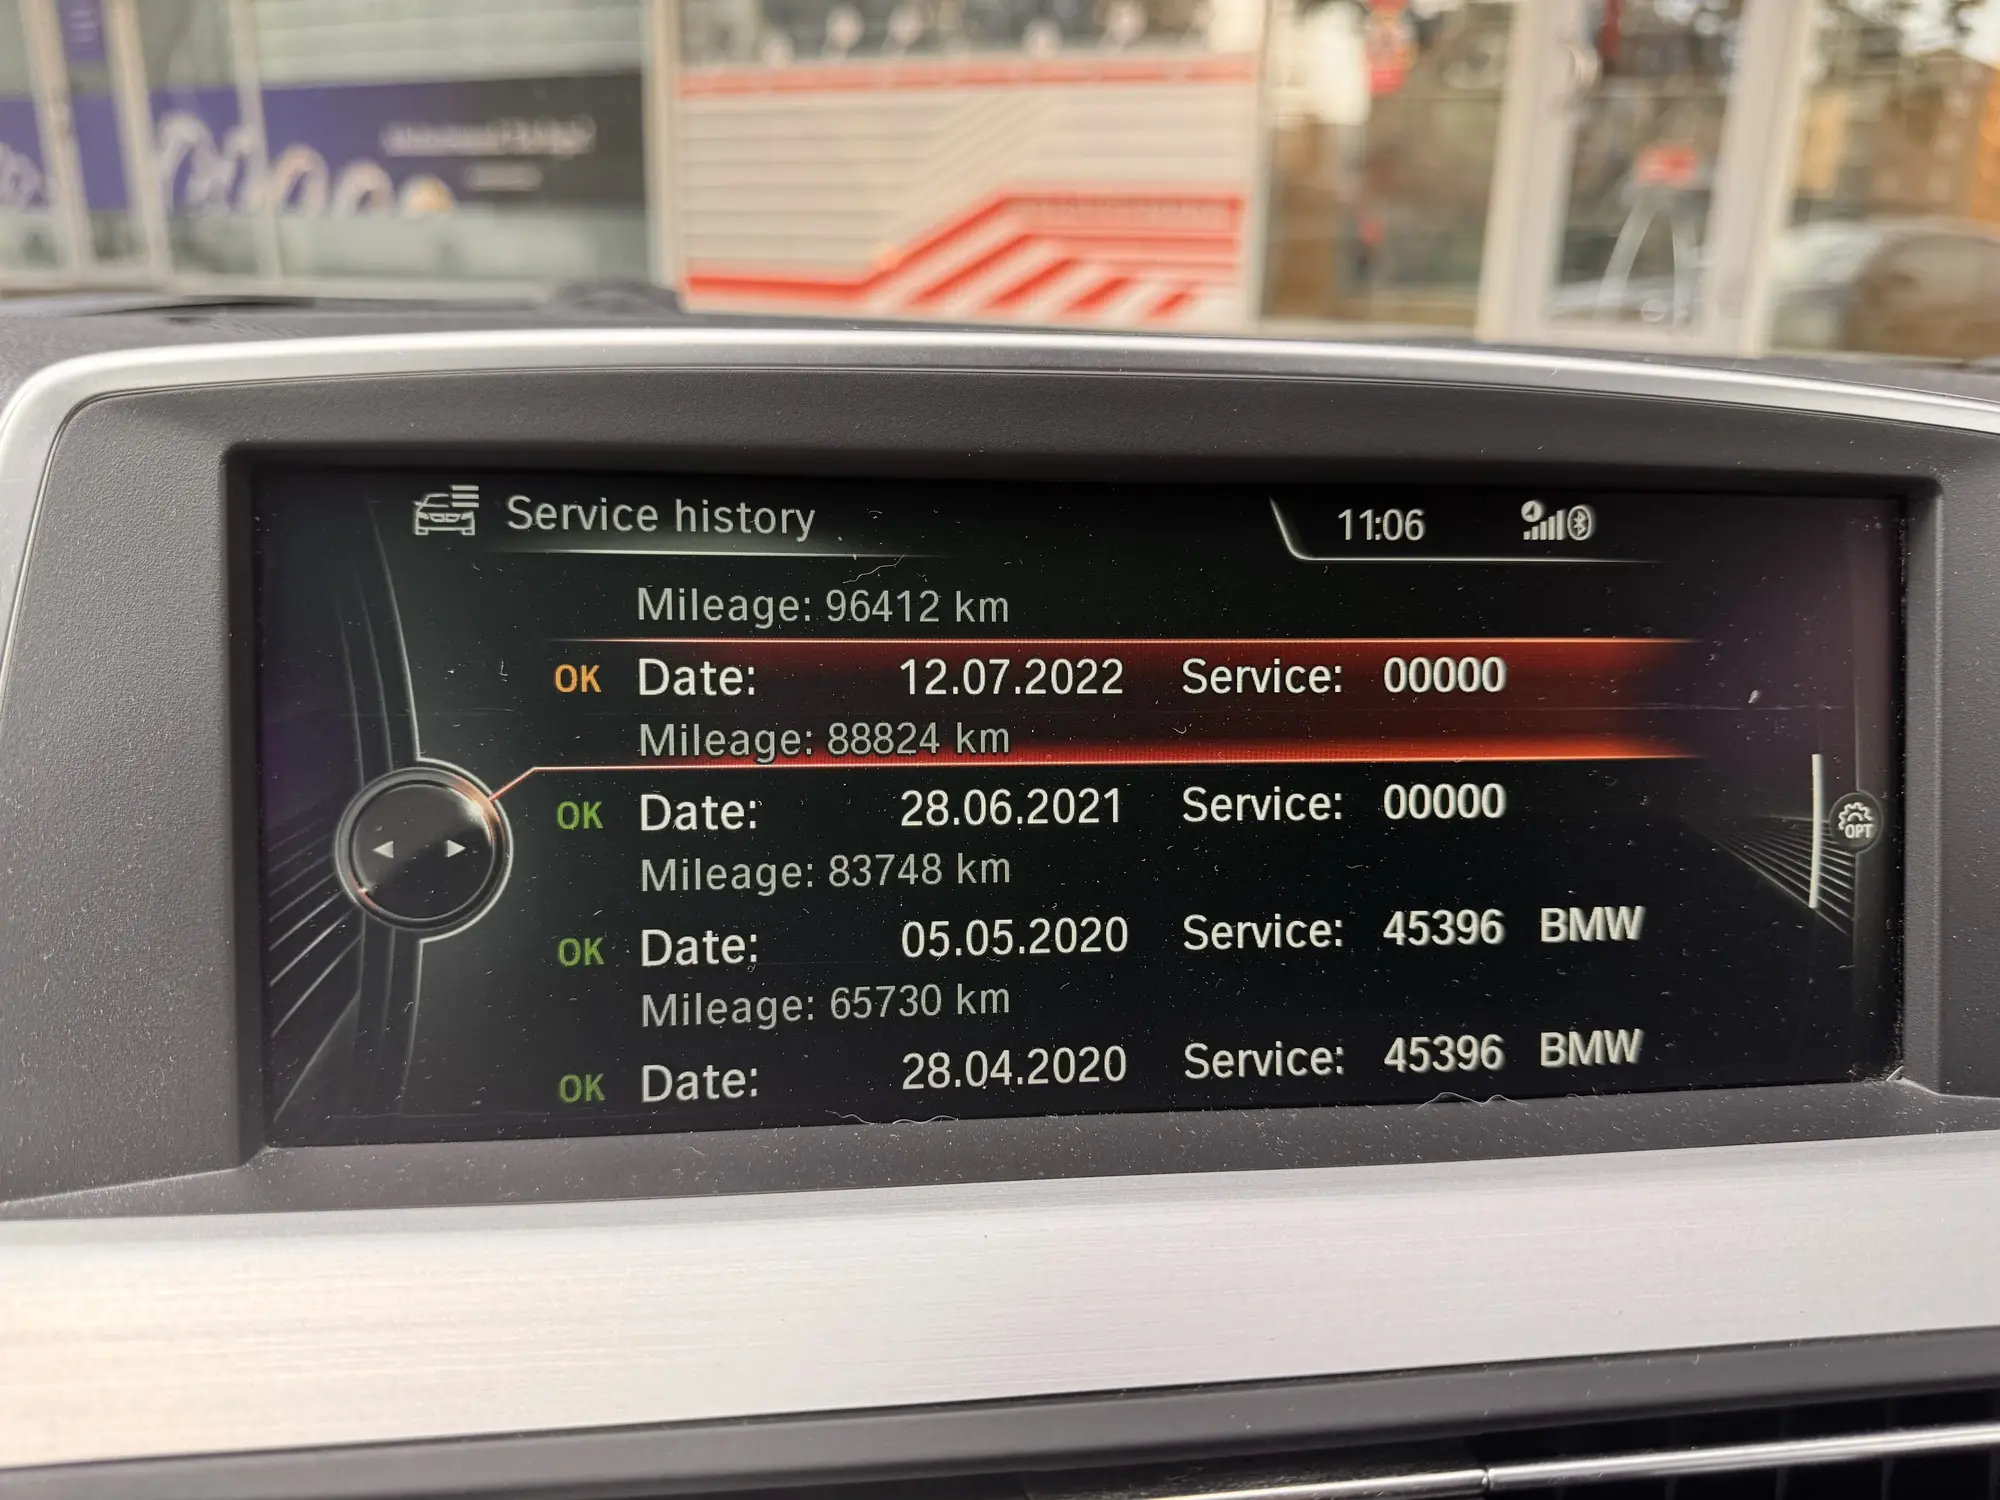 Service history 11:06
Mileage: 96412 km
OK Date: 12.07.2022 Service: 00000
Mileage: 88824 km
OK Date: 28.06.2021 Service: 00000
Mileage: 83748 km
OK Date: 05.05.2020 Service: 45396 BMW
Mileage: 65730 km
OK Date: 28.04.2020 Service: 45396 BMW
OPT